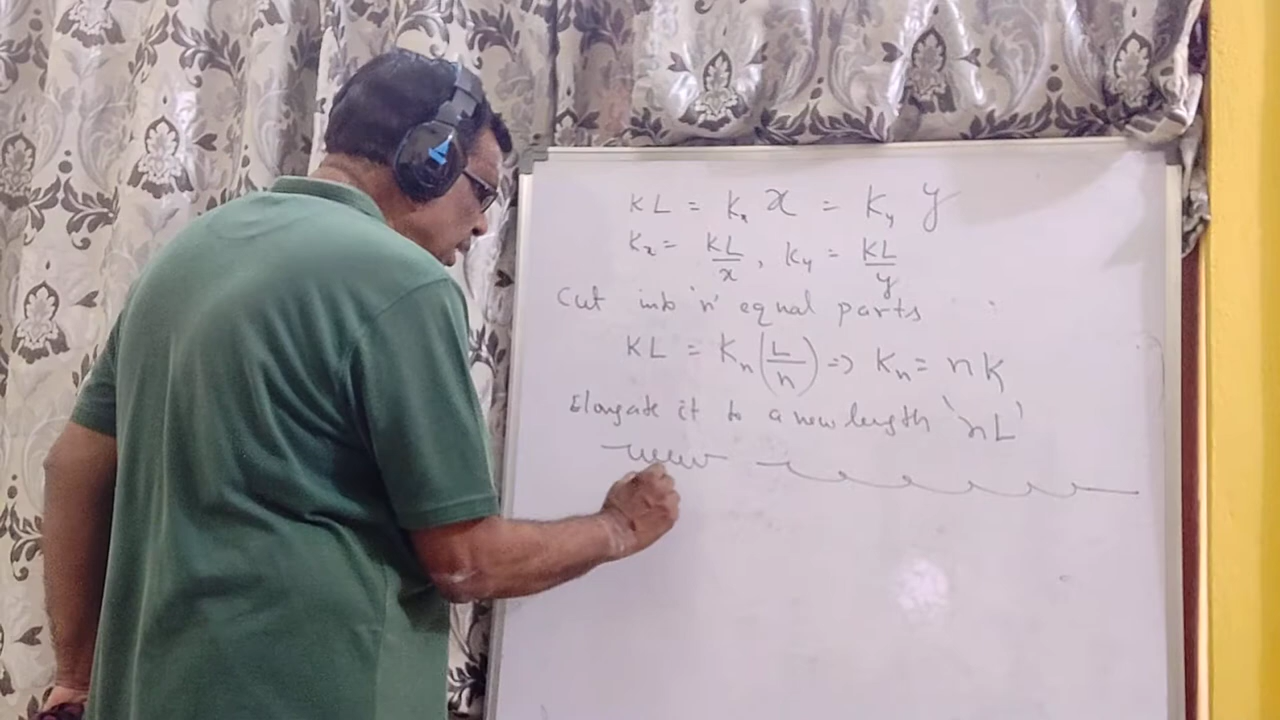 KL = Kx x = Ky y
Kx = KL/x, Ky = KL/y
Cut into 'n' equal parts
KL = Kn (L/n) => Kn = nK
Elongate it to a new length 'nL'